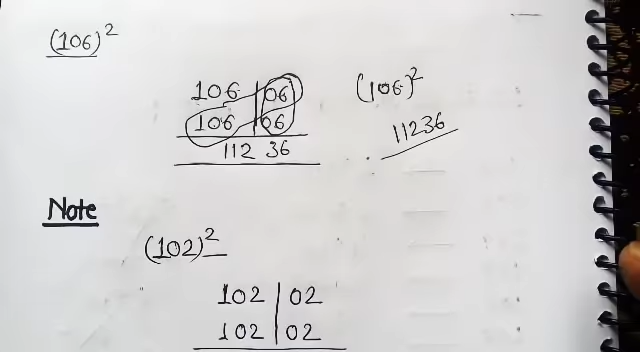 (106)²
106 | 06 (106)²
106 | 06 11236
112 36
Note
(102)²
102 | 02
102 | 02